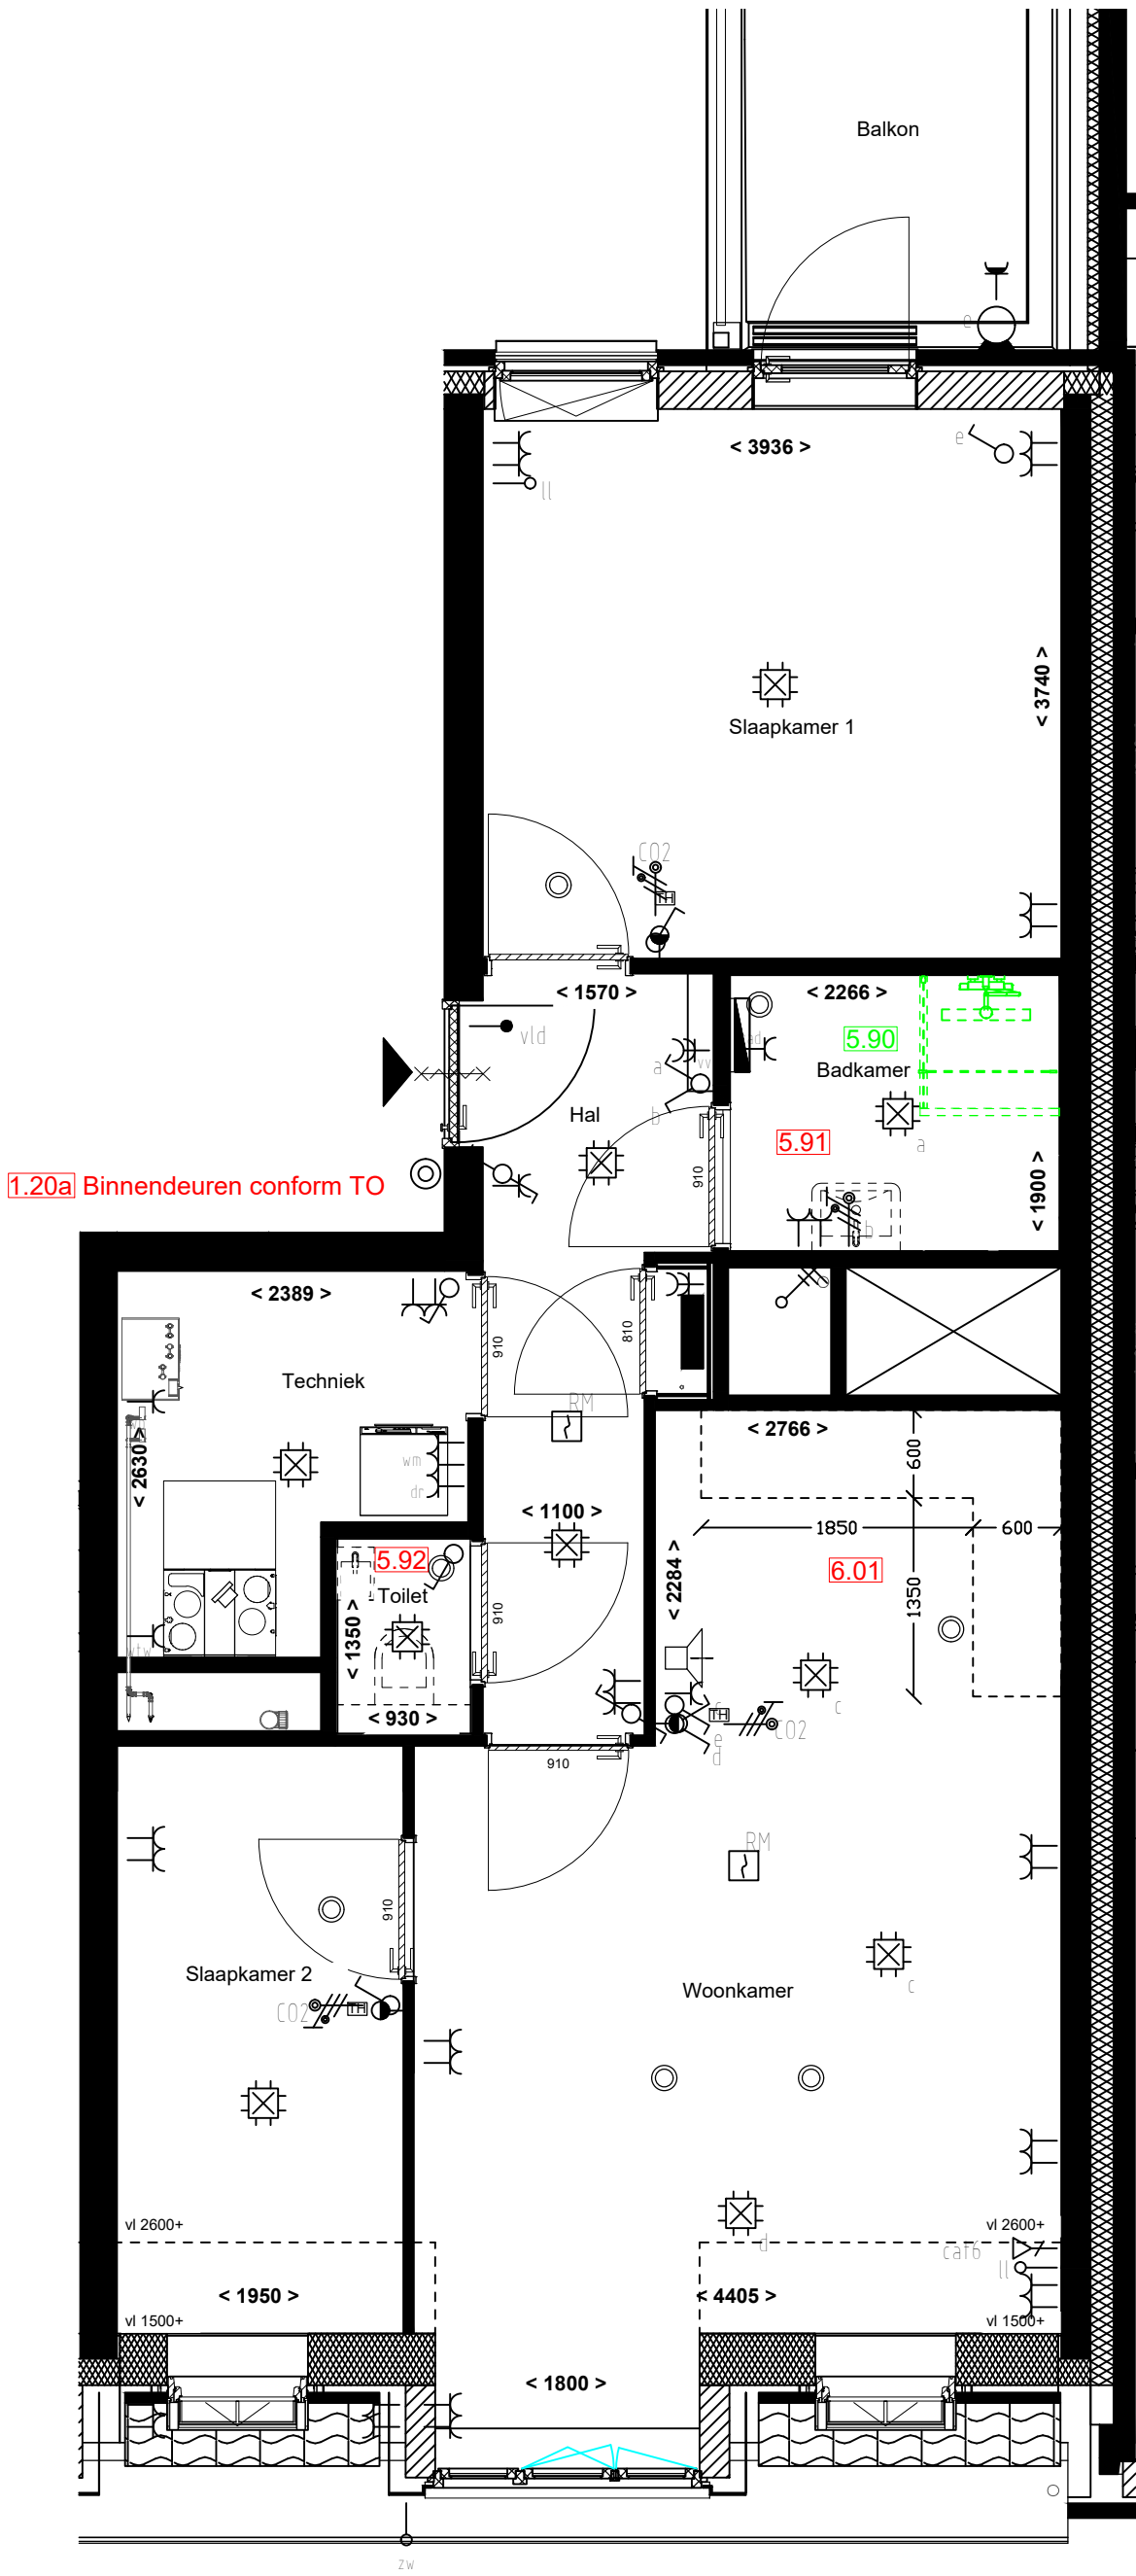 Balkon
e
< 3936 >
e
ll
< 3740 >
Slaapkamer 1
CO2
TH
< 1570 >
< 2266 >
vld
5.90
Badkamer
a
vv
Hal
b
a
5.91
910
1.20a Binnendeuren conform TO
< 1900 >
b
< 2389 >
910
810
Techniek
RM
< 2766 >
600
< 2630 >
wm
dr
< 1100 >
1850
600
5.92
Toilet
< 2284 >
6.01
1350
910
< 1350 >
wtw
c
< 930 >
TH
CO2
e
d
910
RM
910
Slaapkamer 2
Woonkamer
c
CO2
TH
d
vl 2600+
vl 2600+
cat6
ll
< 1950 >
< 4405 >
vl 1500+
vl 1500+
< 1800 >
zw